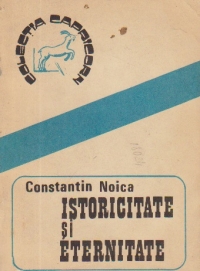 COLECȚIA CAPRICORN
Constantin Noica
ISTORICITATE
ȘI
ETERNITATE